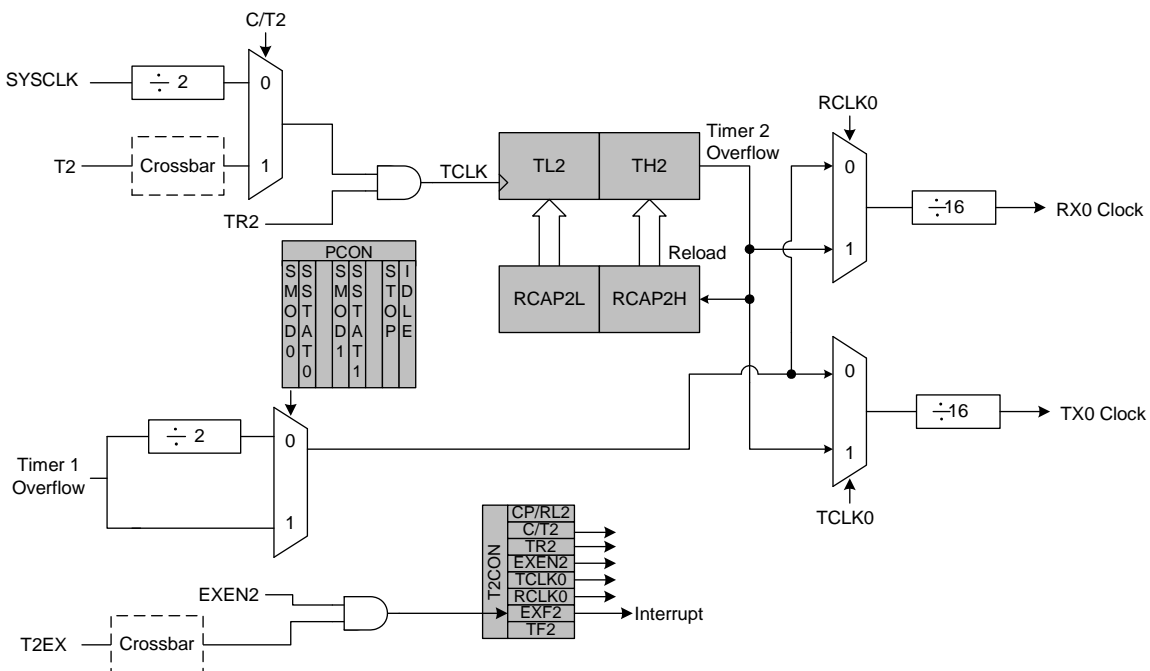 C/T2
SYSCLK
÷ 2
0
T2
Crossbar
1
TR2
TCLK
TL2
TH2
Timer 2
Overflow
RCLK0
0
1
÷16
RX0 Clock
Reload
RCAP2L
RCAP2H
PCON
SMOD0
SSTAT0
SMOD1
SSTAT1
STOP
IDLE
0
1
÷16
TX0 Clock
TCLK0
Timer 1
Overflow
÷ 2
0
1
T2CON
CP/RL2
C/T2
TR2
EXEN2
TCLK0
RCLK0
EXF2
TF2
Interrupt
EXEN2
T2EX
Crossbar